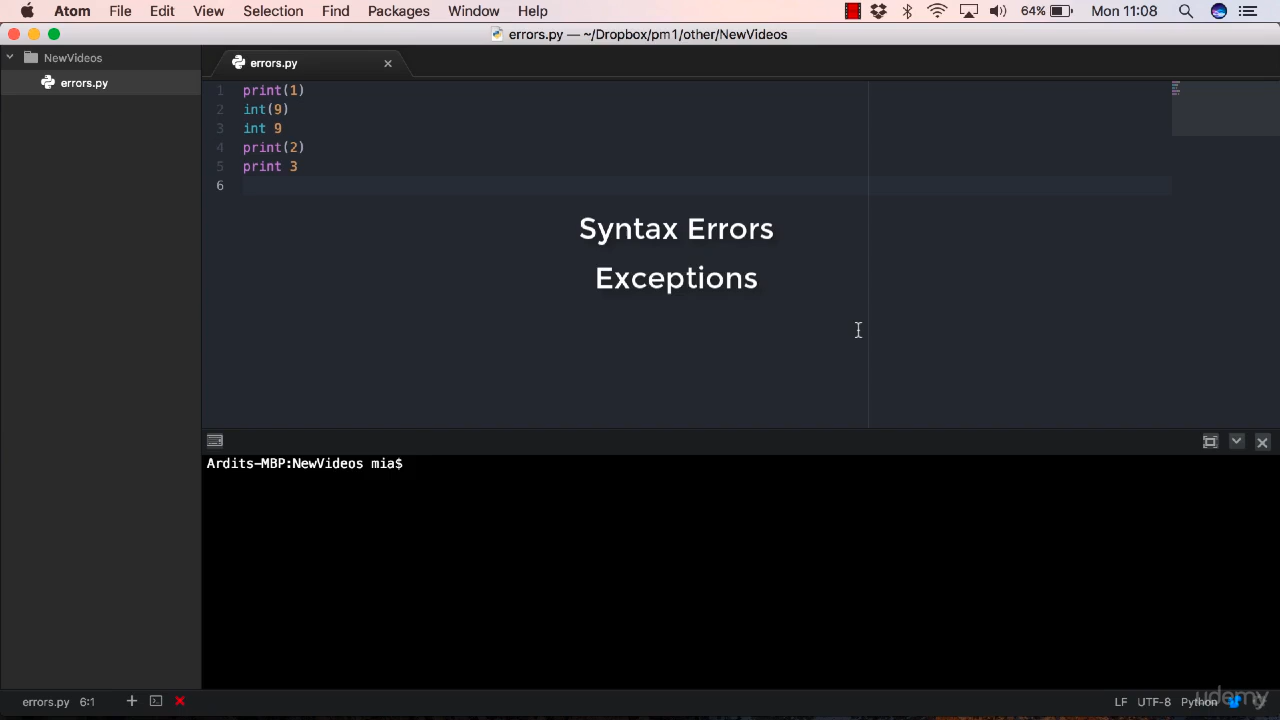 Atom File Edit View Selection Find Packages Window Help 64% Mon 11:08
errors.py — ~/Dropbox/pm1/other/NewVideos
NewVideos
errors.py
errors.py
1 print(1)
2 int(9)
3 int 9
4 print(2)
5 print 3
6
Syntax Errors
Exceptions
Ardits-MBP:NewVideos mia$
errors.py 6:1 LF UTF-8 Python
udemy